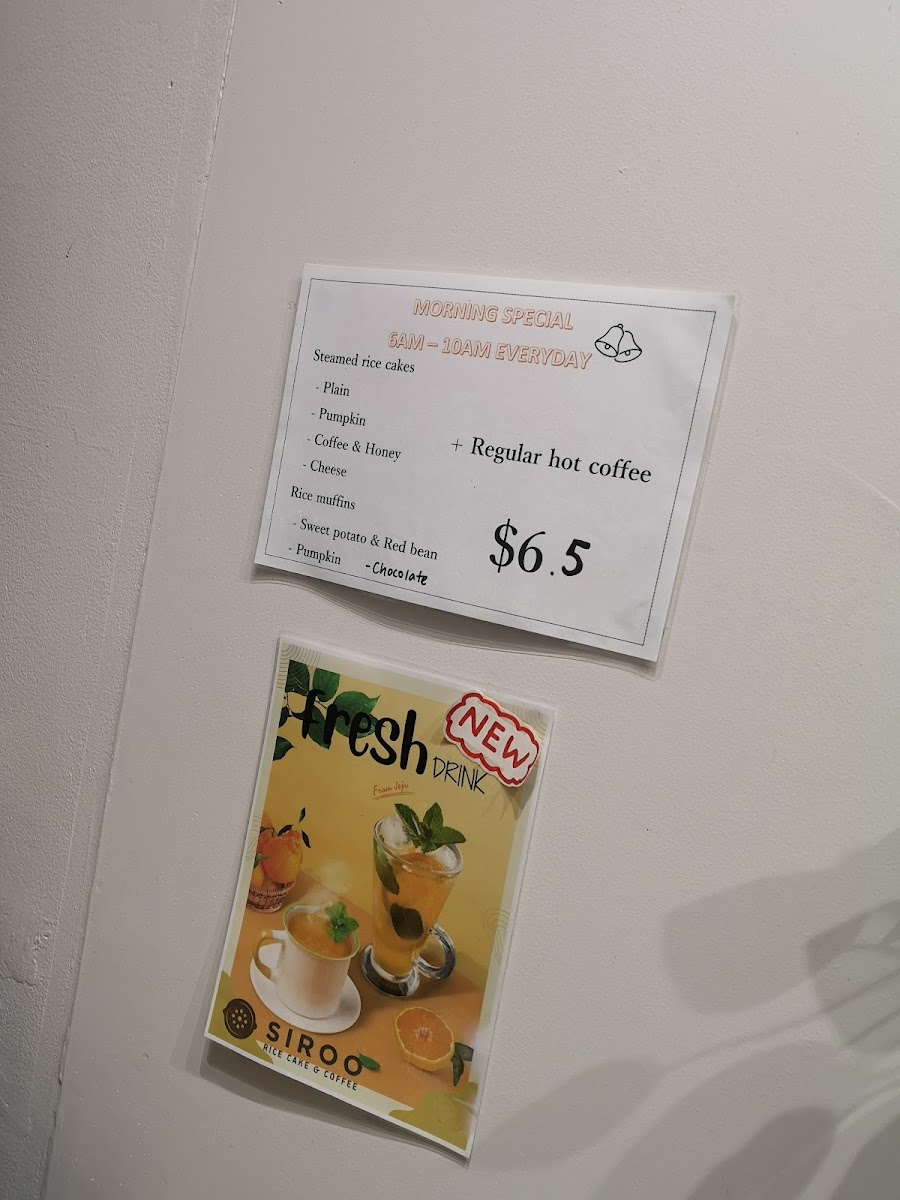 MORNING SPECIAL
6AM – 10AM EVERYDAY
Steamed rice cakes
- Plain
- Pumpkin
- Coffee & Honey
- Cheese
Rice muffins
- Sweet potato & Red bean
- Pumpkin
-Chocolate
+ Regular hot coffee
$6.5
fresh
DRINK
NEW
From Jeju
SIROO
RICE CAKE & COFFEE